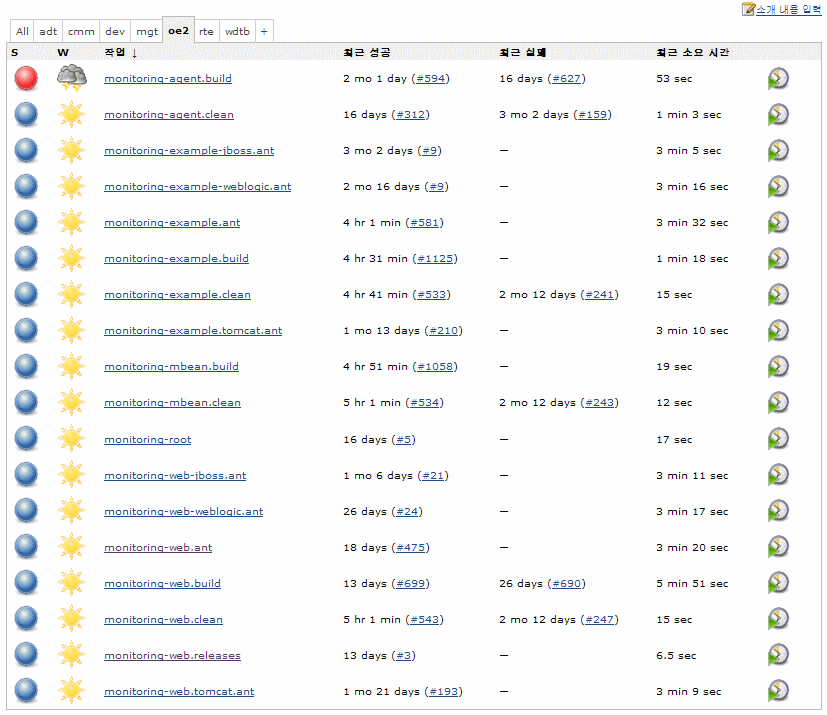 소개 내용 입력
All adt cmm dev mgt oe2 rte wdtb +
S W 작업 ↓ 최근 성공 최근 실패 최근 소요 시간
monitoring-agent.build 2 mo 1 day (#594) 16 days (#627) 53 sec
monitoring-agent.clean 16 days (#312) 3 mo 2 days (#159) 1 min 3 sec
monitoring-example-jboss.ant 3 mo 2 days (#9) — 3 min 5 sec
monitoring-example-weblogic.ant 2 mo 16 days (#9) — 3 min 16 sec
monitoring-example.ant 4 hr 1 min (#581) — 3 min 32 sec
monitoring-example.build 4 hr 31 min (#1125) — 1 min 18 sec
monitoring-example.clean 4 hr 41 min (#533) 2 mo 12 days (#241) 15 sec
monitoring-example.tomcat.ant 1 mo 13 days (#210) — 3 min 10 sec
monitoring-mbean.build 4 hr 51 min (#1058) — 19 sec
monitoring-mbean.clean 5 hr 1 min (#534) 2 mo 12 days (#243) 12 sec
monitoring-root 16 days (#5) — 17 sec
monitoring-web-jboss.ant 1 mo 6 days (#21) — 3 min 11 sec
monitoring-web-weblogic.ant 26 days (#24) — 3 min 17 sec
monitoring-web.ant 18 days (#475) — 3 min 20 sec
monitoring-web.build 13 days (#699) 26 days (#690) 5 min 51 sec
monitoring-web.clean 5 hr 1 min (#543) 2 mo 12 days (#247) 15 sec
monitoring-web.releases 13 days (#3) — 6.5 sec
monitoring-web.tomcat.ant 1 mo 21 days (#193) — 3 min 9 sec